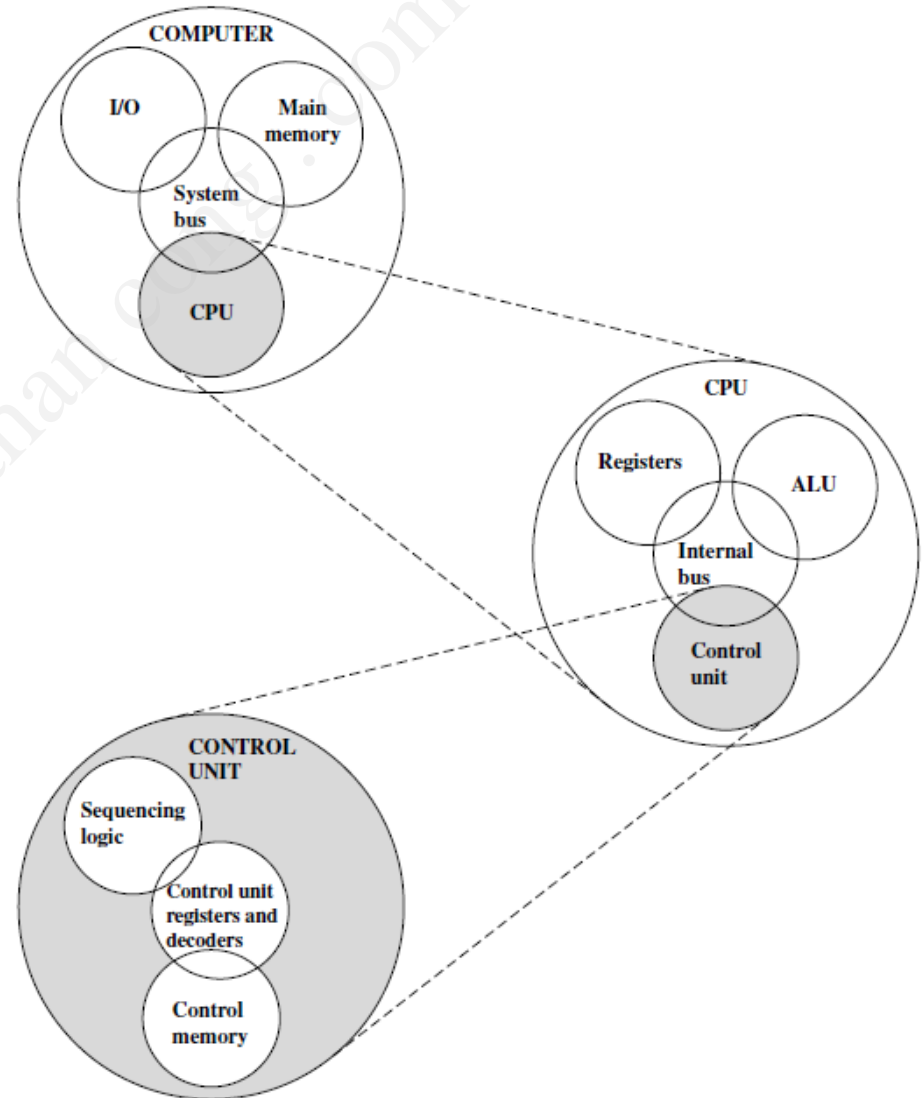 COMPUTER
I/O
Main
memory
System
bus
CPU
CPU
Registers
ALU
Internal
bus
Control
unit
CONTROL
UNIT
Sequencing
logic
Control unit
registers and
decoders
Control
memory